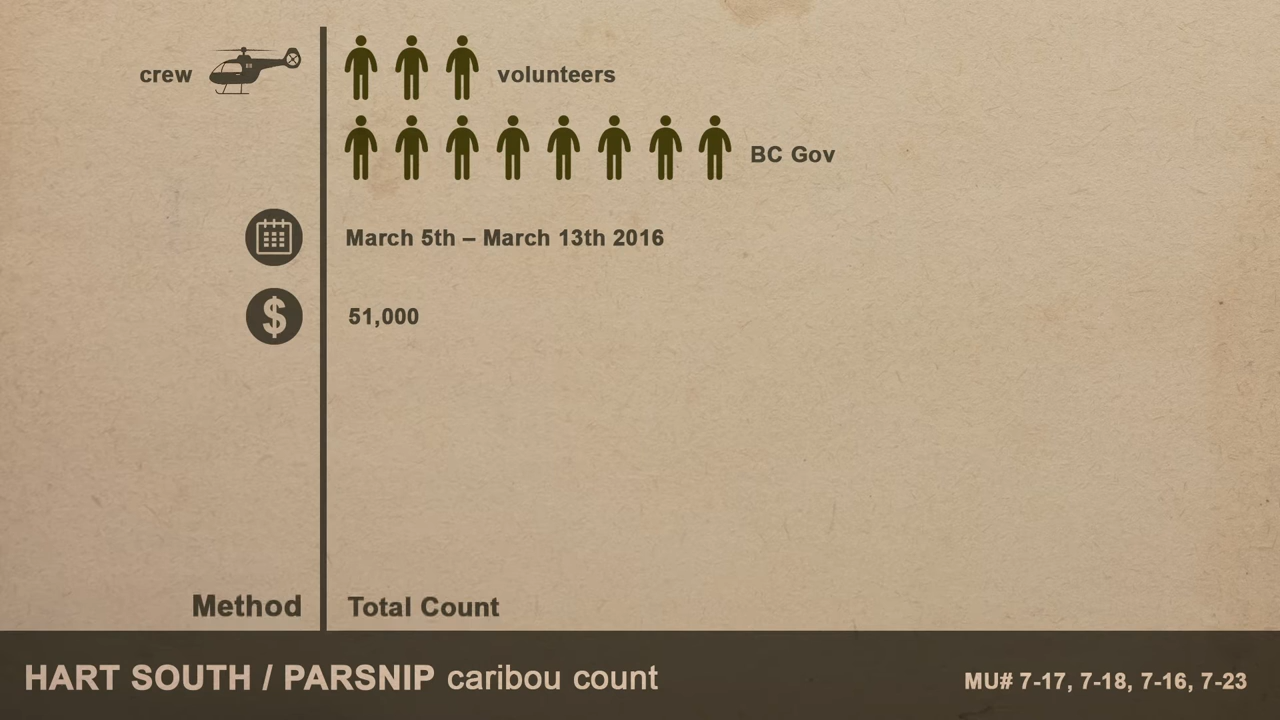 crew
volunteers
BC Gov
March 5th – March 13th 2016
$ 51,000
Method Total Count
HART SOUTH / PARSNIP caribou count
MU# 7-17, 7-18, 7-16, 7-23